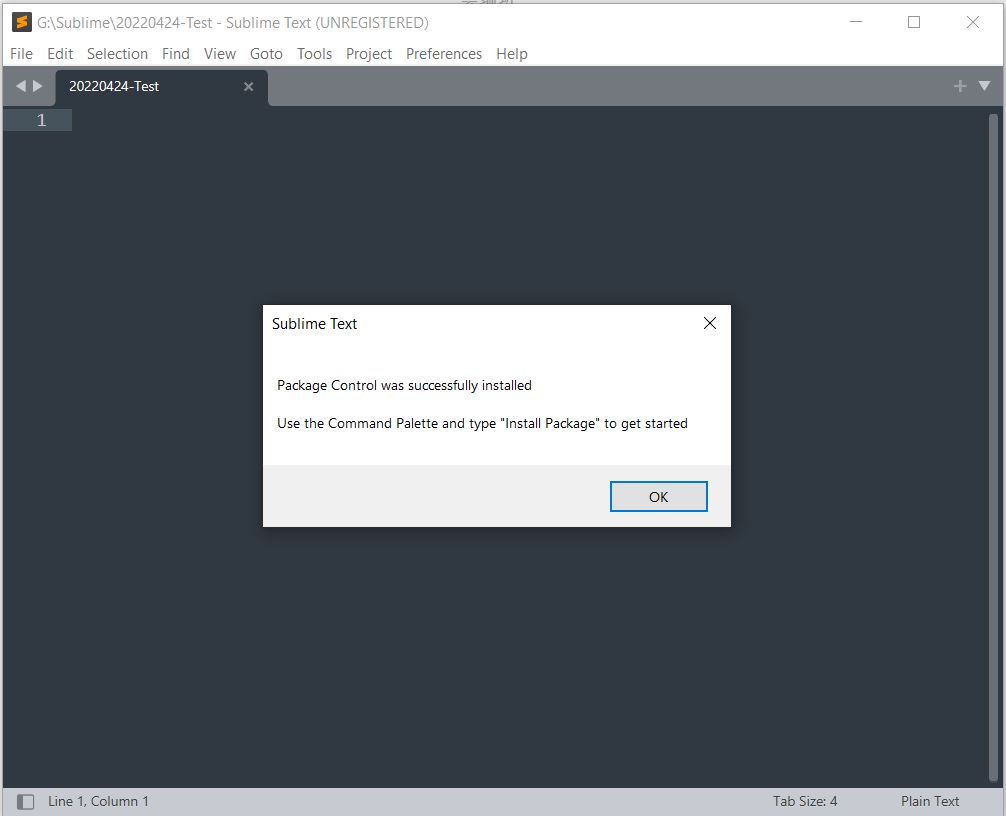 G:\Sublime\20220424-Test - Sublime Text (UNREGISTERED)
File Edit Selection Find View Goto Tools Project Preferences Help
20220424-Test
1
Sublime Text
Package Control was successfully installed
Use the Command Palette and type "Install Package" to get started
OK
Line 1, Column 1 Tab Size: 4 Plain Text